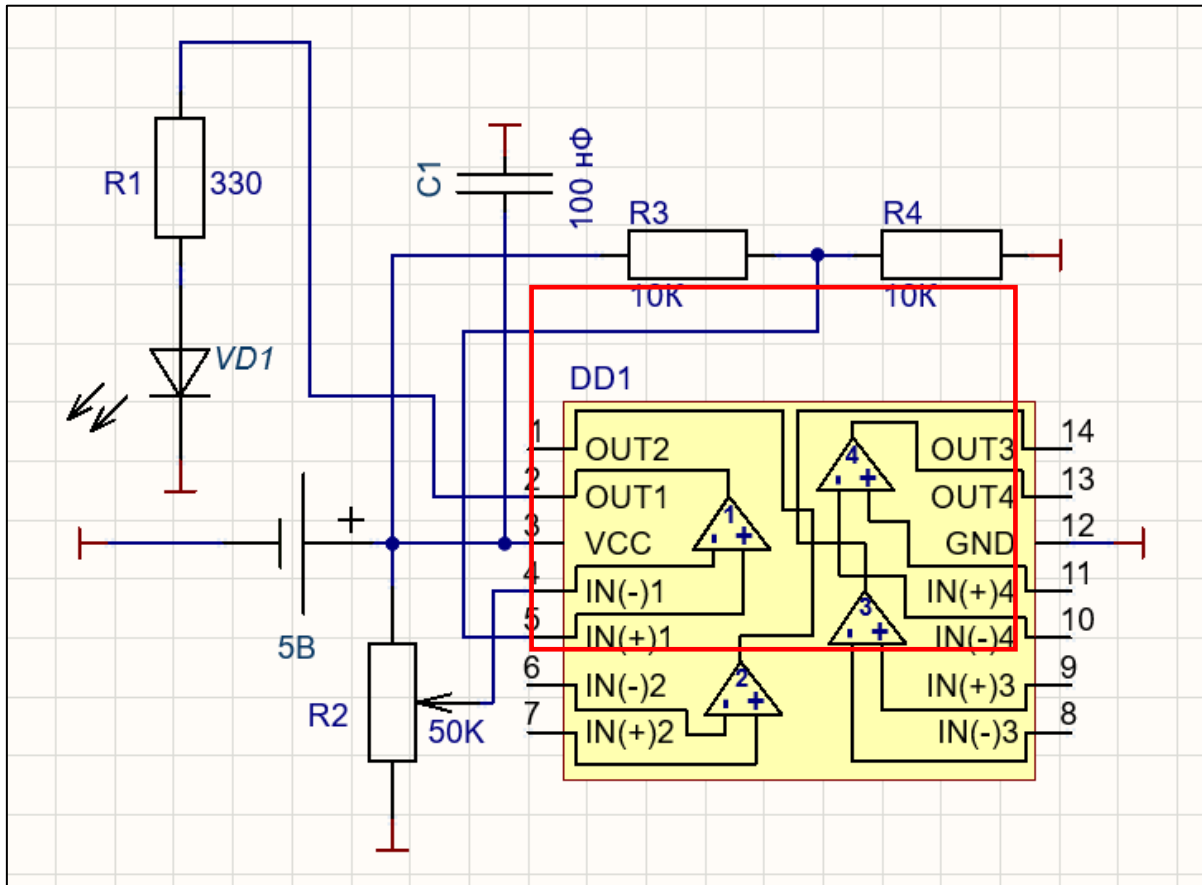 R1
330
C1
100 нФ
R3
10K
R4
10K
VD1
DD1
5В
+
R2
50K
1
OUT2
2
OUT1
3
VCC
4
IN(-)1
5
IN(+)1
6
IN(-)2
7
IN(+)2
OUT3
14
OUT4
13
GND
12
IN(+)4
11
IN(-)4
10
IN(+)3
9
IN(-)3
8
1
- +
2
- +
3
- +
4
- +